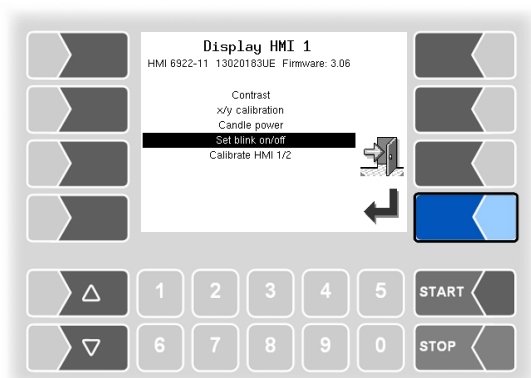 Display HMI 1
HMI 6922-11 13020183UE Firmware: 3.06
Contrast
x/y calibration
Candle power
Set blink on/off
Calibrate HMI 1/2
1 2 3 4 5 START
6 7 8 9 0 STOP